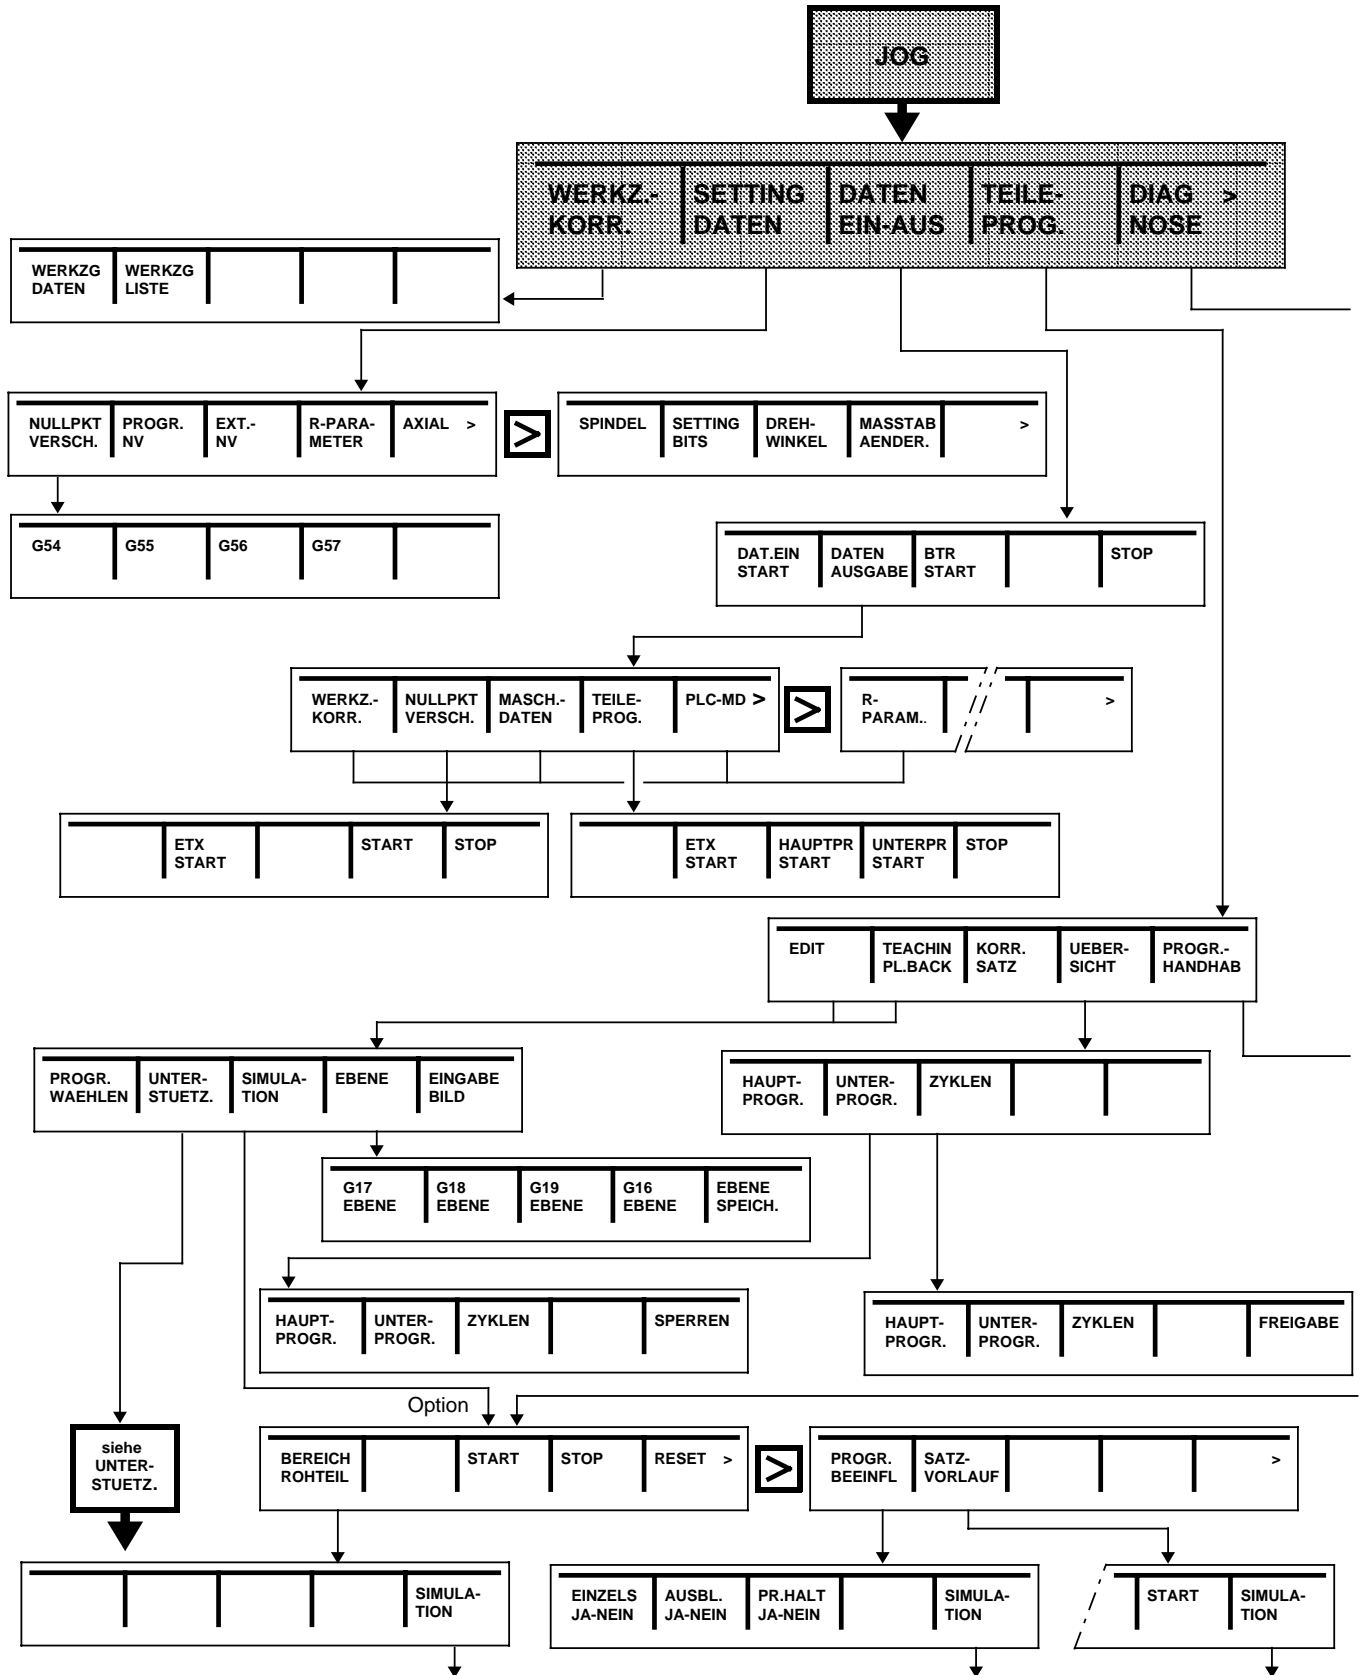 JOG
WERKZ.- SETTING DATEN TEILE- DIAG >
KORR. DATEN EIN-AUS PROG. NOSE
WERKZG WERKZG
DATEN LISTE
NULLPKT PROGR. EXT.- R-PARA- AXIAL >
VERSCH. NV NV METER
>
SPINDEL SETTING DREH- MASSTAB >
BITS WINKEL AENDER.
G54 G55 G56 G57
DAT.EIN DATEN BTR STOP
START AUSGABE START
WERKZ.- NULLPKT MASCH.- TEILE- PLC-MD >
KORR. VERSCH. DATEN PROG.
>
R- >
PARAM..
ETX START STOP
START
ETX HAUPTPR UNTERPR STOP
START START START
EDIT TEACHIN KORR. UEBER- PROGR.-
PL.BACK SATZ SICHT HANDHAB
PROGR. UNTER- SIMULA- EBENE EINGABE
WAEHLEN STUETZ. TION BILD
HAUPT- UNTER- ZYKLEN
PROGR. PROGR.
G17 G18 G19 G16 EBENE
EBENE EBENE EBENE EBENE SPEICH.
HAUPT- UNTER- ZYKLEN SPERREN
PROGR. PROGR.
HAUPT- UNTER- ZYKLEN FREIGABE
PROGR. PROGR.
Option
siehe
UNTER-
STUETZ.
BEREICH START STOP RESET >
ROHTEIL
>
PROGR. SATZ- >
BEEINFL VORLAUF
SIMULA-
TION
EINZELS AUSBL. PR.HALT SIMULA-
JA-NEIN JA-NEIN JA-NEIN TION
START SIMULA-
TION